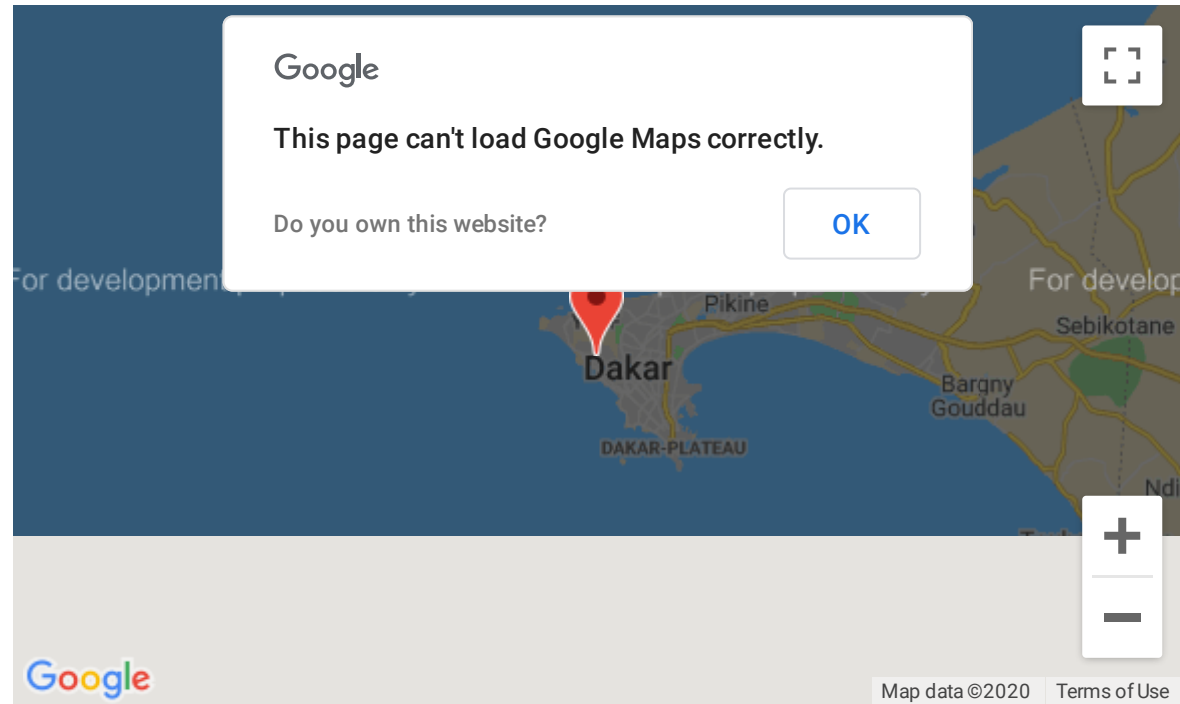 Google
This page can't load Google Maps correctly.
Do you own this website?
OK
For development
For develop
Pikine
Sebikotane
Dakar
Bargny
Gouddau
DAKAR-PLATEAU
Ndi
Google
Map data ©2020
Terms of Use